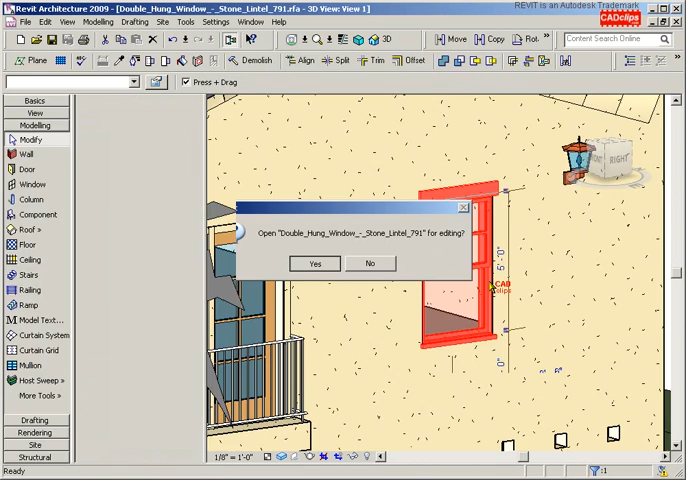 REVIT is an Autodesk Trademark
Revit Architecture 2009 - [Double_Hung_Window_-_Stone_Lintel_791.rfa - 3D View: View 1]
CADclips
File Edit View Modelling Drafting Site Tools Settings Window Help
Move Copy Rot
3D
Content Search Online
Plane Demolish Align Split Trim Offset
Press + Drag
Basics
View
Modelling
Modify
Wall
Door
Window
Column
Component
Roof »
Floor
Ceiling
Stairs
Railing
Ramp
Model Text...
Curtain System
Curtain Grid
Mullion
Host Sweep »
More Tools »
Drafting
Rendering
Site
Structural
RIGHT
Open "Double_Hung_Window_-_Stone_Lintel_791" for editing?
Yes No
5' - 0"
CAD
clips
1/8" = 1'-0"
Ready
:1